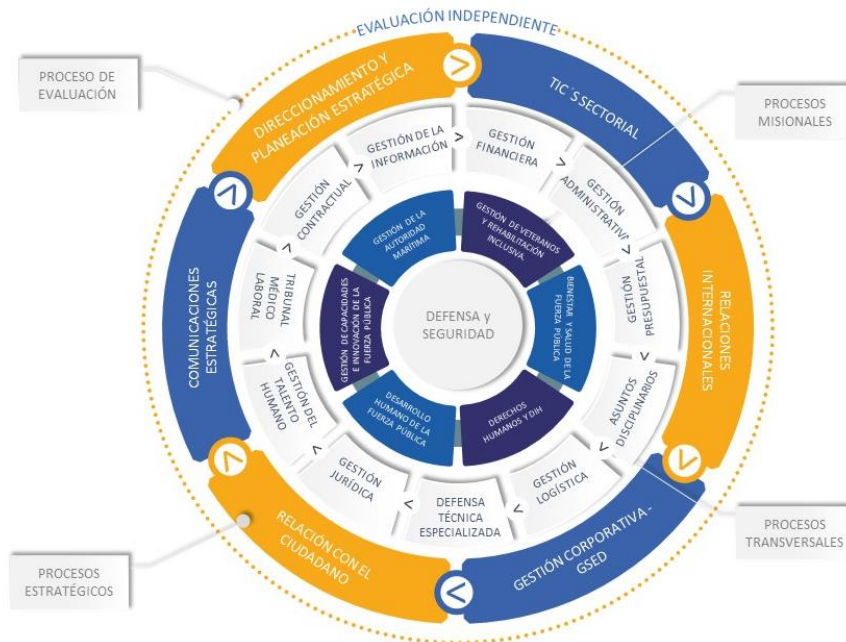 EVALUACIÓN INDEPENDIENTE
PROCESO DE
EVALUACIÓN
PROCESOS
MISIONALES
PROCESOS
ESTRATÉGICOS
PROCESOS
TRANSVERSALES
DIRECCIONAMIENTO Y
PLANEACIÓN ESTRATÉGICA
TIC´S SECTORIAL
RELACIONES
INTERNACIONALES
GESTIÓN CORPORATIVA -
GSED
RELACIÓN CON EL
CIUDADANO
COMUNICACIONES
ESTRATÉGICAS
GESTIÓN DE LA
INFORMACIÓN
GESTIÓN
FINANCIERA
GESTIÓN
ADMINISTRATIVA
GESTIÓN
PRESUPUESTAL
ASUNTOS
DISCIPLINARIOS
GESTIÓN
LOGÍSTICA
DEFENSA
TÉCNICA
ESPECIALIZADA
GESTIÓN
JURÍDICA
GESTIÓN DEL
TALENTO
HUMANO
TRIBUNAL
MÉDICO
LABORAL
GESTIÓN
CONTRACTUAL
GESTIÓN DE LA
AUTORIDAD
MARÍTIMA
GESTIÓN DE VETERANOS
Y REHABILITACIÓN
INCLUSIVA.
BIENESTAR Y SALUD DE LA
FUERZA PÚBLICA
DERECHOS
HUMANOS Y DIH
DESARROLLO
HUMANO DE LA
FUERZA PÚBLICA
GESTIÓN DE CAPACIDADES
E INNOVACIÓN DE LA
FUERZA PÚBLICA
DEFENSA y
SEGURIDAD